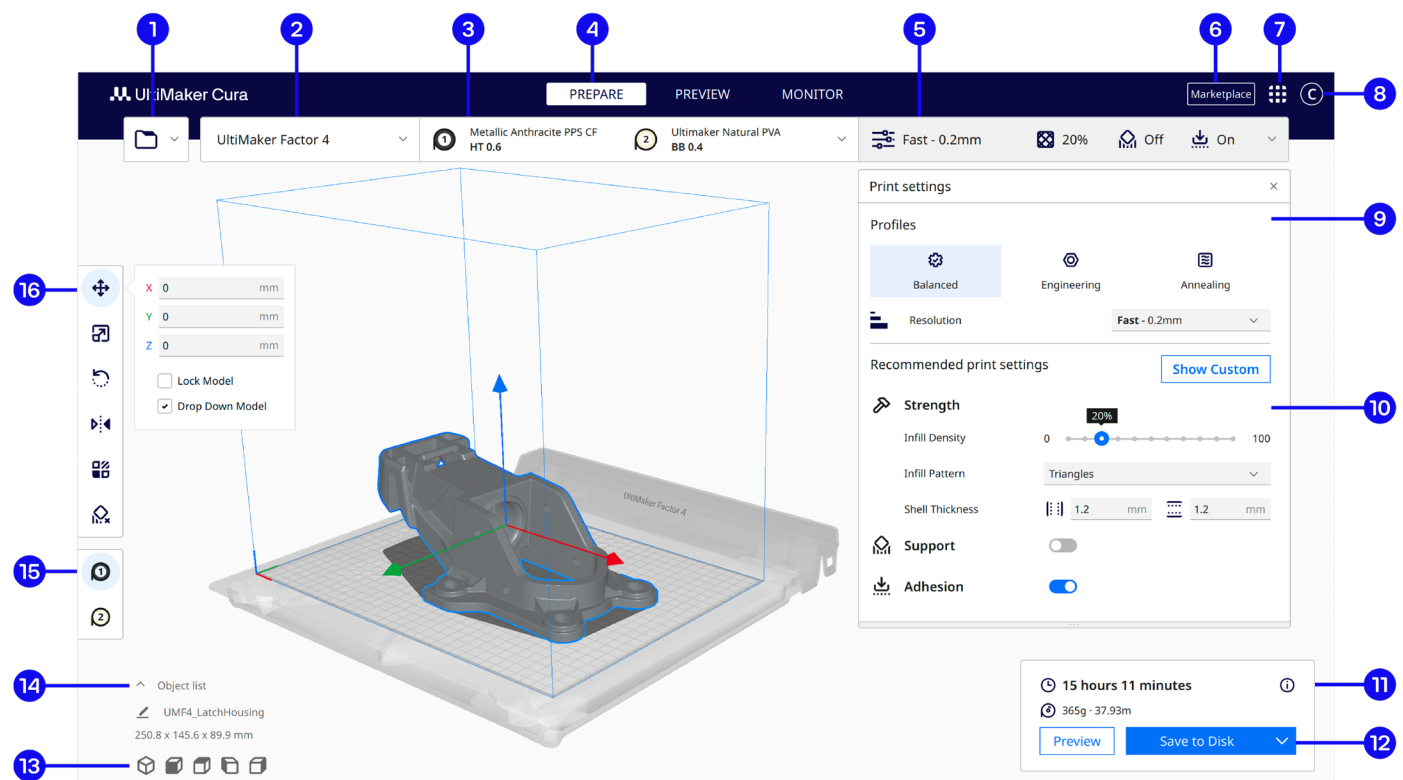 1 2 3 4 5 6 7
UltiMaker Cura PREPARE PREVIEW MONITOR Marketplace C 8
UltiMaker Factor 4
1 Metallic Anthracite PPS CF
HT 0.6
2 Ultimaker Natural PVA
BB 0.4
Fast - 0.2mm 20% Off On
Print settings ×
Profiles 9
Balanced Engineering Annealing
Resolution Fast - 0.2mm
Recommended print settings Show Custom
Strength 10
20%
Infill Density 0 100
Infill Pattern Triangles
Shell Thickness 1.2 mm 1.2 mm
Support
Adhesion
16
X 0 mm
Y 0 mm
Z 0 mm
Lock Model
Drop Down Model
UltiMaker Factor 4
15 1
2
14 Object list
UMF4_LatchHousing
250.8 x 145.6 x 89.9 mm
13
15 hours 11 minutes 11
365g · 37.93m
Preview Save to Disk 12